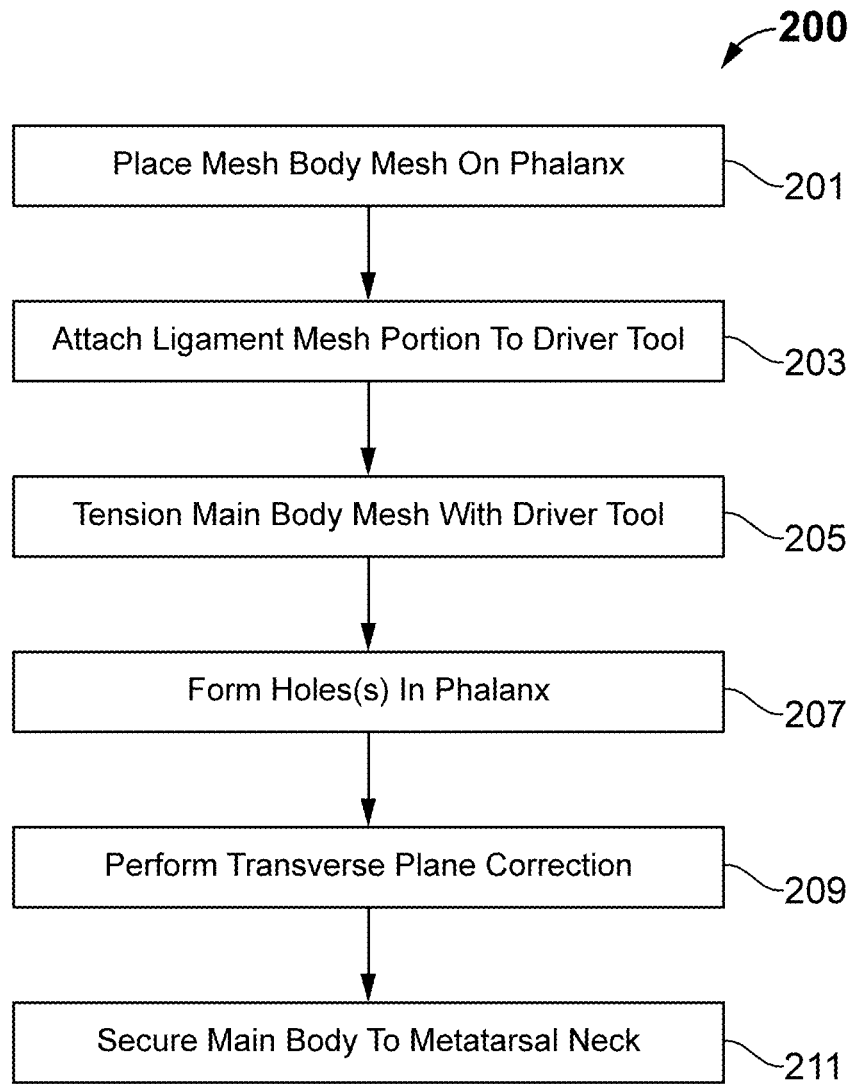 200
Place Mesh Body Mesh On Phalanx
201
Attach Ligament Mesh Portion To Driver Tool
203
Tension Main Body Mesh With Driver Tool
205
Form Holes(s) In Phalanx
207
Perform Transverse Plane Correction
209
Secure Main Body To Metatarsal Neck
211